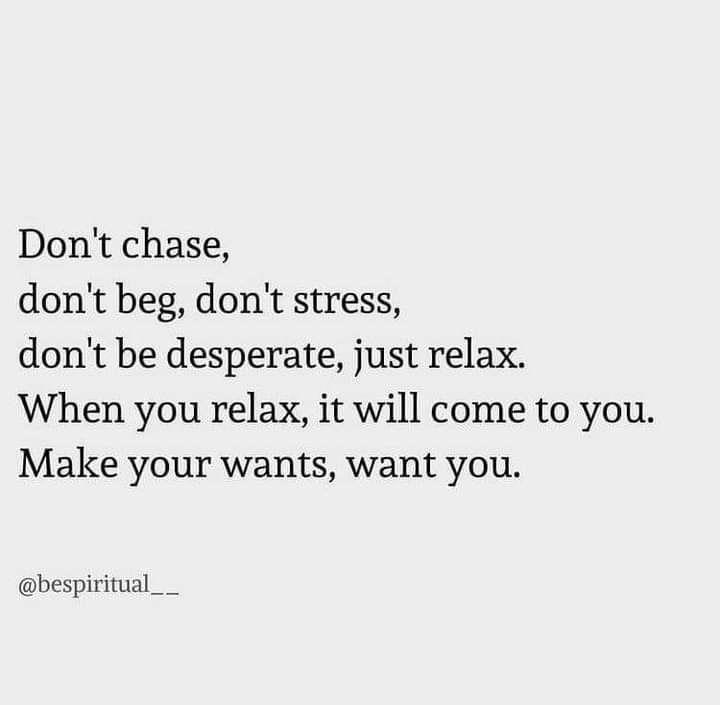 Don't chase,
don't beg, don't stress,
don't be desperate, just relax.
When you relax, it will come to you.
Make your wants, want you.
@bespiritual__